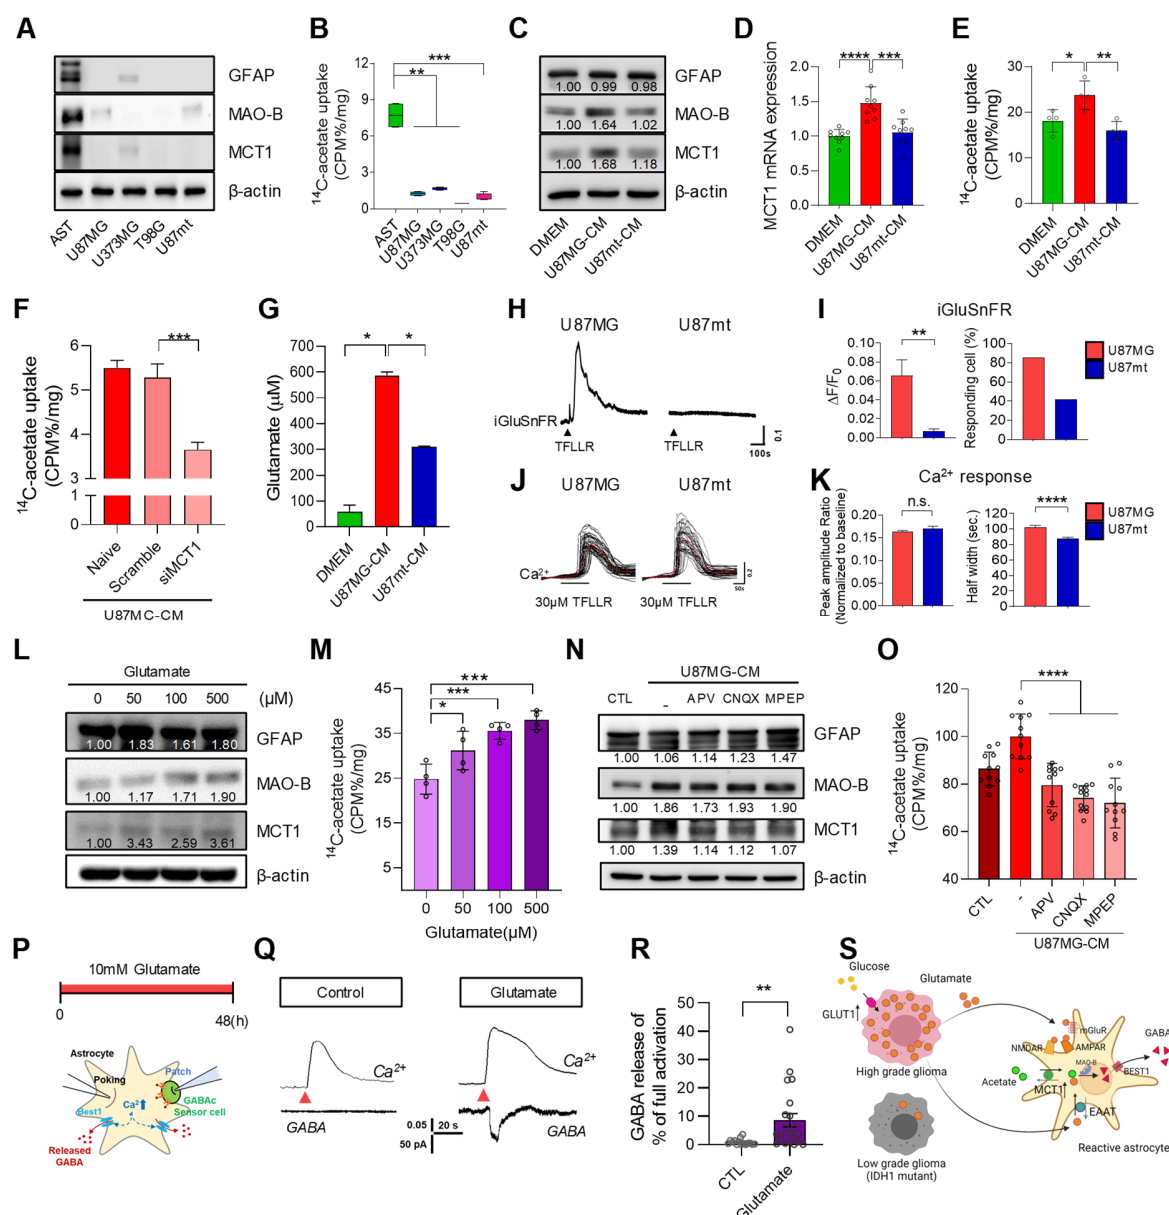 A
GFAP
MAO-B
MCT1
β-actin
AST
U87MG
U373MG
T98G
U87mt
B
¹⁴C-acetate uptake
(CPM%/mg)
12
9
6
3
0
***
**
AST
U87MG
U373MG
T98G
U87mt
C
GFAP
1.00 0.99 0.98
MAO-B
1.00 1.64 1.02
MCT1
1.00 1.68 1.18
β-actin
DMEM
U87MG-CM
U87mt-CM
D
MCT1 mRNA expression
2.0
1.5
1.0
0.5
0.0
**** ***
DMEM
U87MG-CM
U87mt-CM
E
¹⁴C-acetate uptake
(CPM%/mg)
30
20
10
0
* **
DMEM
U87MG-CM
U87mt-CM
F
¹⁴C-acetate uptake
(CPM%/mg)
6
5
4
3
1
0
***
Naive
Scramble
siMCT1
U87MC-CM
G
Glutamate (μM)
700
600
500
400
300
200
100
0
* *
DMEM
U87MG-CM
U87mt-CM
H
U87MG U87mt
iGluSnFR
TFLLR TFLLR
0.1
100s
I
iGluSnFR
ΔF/F₀
0.10
0.08
0.06
0.04
0.02
0.00
**
Responding cell (%)
100
80
60
40
20
0
U87MG
U87mt
J
U87MG U87mt
Ca²⁺
30μM TFLLR 30μM TFLLR
0.2
50s
K
Ca²⁺ response
Peak amplitude Ratio
(Normalized to baseline)
0.20
0.15
0.10
0.05
0.00
n.s.
Half width (sec.)
120
100
80
60
40
20
0
****
U87MG
U87mt
L
Glutamate
0 50 100 500 (μM)
GFAP
1.00 1.83 1.61 1.80
MAO-B
1.00 1.17 1.71 1.90
MCT1
1.00 3.43 2.59 3.61
β-actin
M
¹⁴C-acetate uptake
(CPM%/mg)
45
35
25
15
5
***
***
*
0 50 100 500
Glutamate(μM)
N
U87MG-CM
CTL - APV CNQX MPEP
GFAP
1.00 1.06 1.14 1.23 1.47
MAO-B
1.00 1.86 1.73 1.93 1.90
MCT1
1.00 1.39 1.14 1.12 1.07
β-actin
O
¹⁴C-acetate uptake
(CPM%/mg)
120
100
80
60
40
****
CTL
-
APV
CNQX
MPEP
U87MG-CM
P
10mM Glutamate
0 48(h)
Astrocyte
Poking
Patch
Ca²⁺
GABAc
Sensor cell
Best1
Released
GABA
Q
Control Glutamate
Ca²⁺ Ca²⁺
GABA GABA
0.05 20 s
50 pA
R
GABA release of
% of full activation
50
40
30
20
10
0
**
CTL
Glutamate
S
Glucose
Glutamate
GLUT1
High grade glioma
Low grade glioma
(IDH1 mutant)
mGluR
NMDAR
AMPAR
GABA
MAO-B
BEST1
Acetate
MCT1
EAAT
Reactive astrocyte